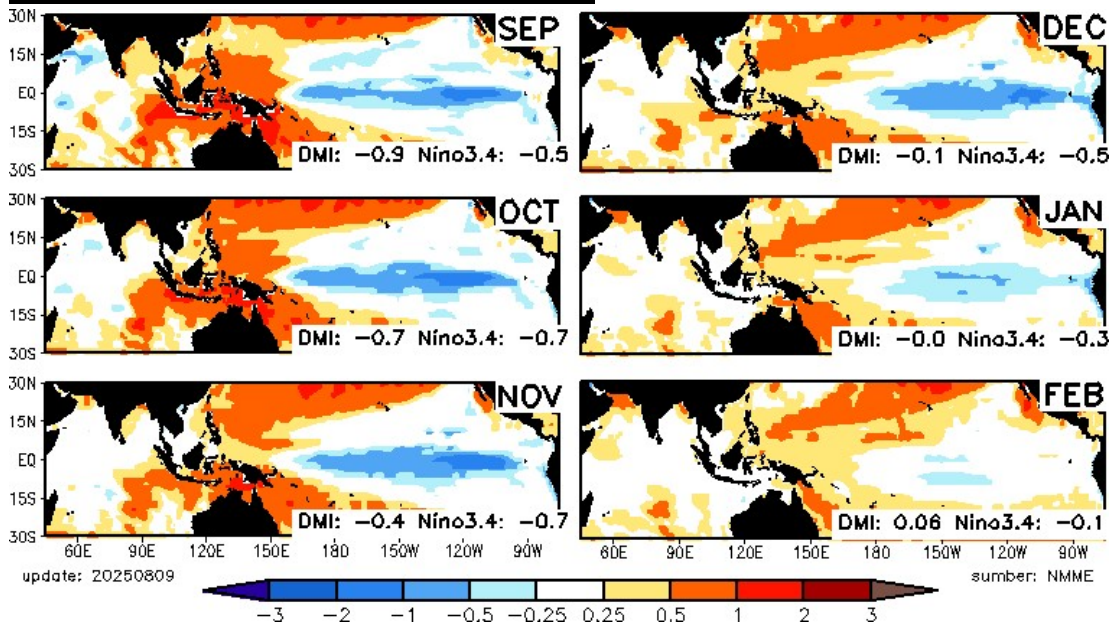 30N
15N
EQ
15S
30S
SEP
DMI: −0.9 Nino3.4: −0.5
DEC
DMI: −0.1 Nino3.4: −0.5
30N
15N
EQ
15S
30S
OCT
DMI: −0.7 Nino3.4: −0.7
JAN
DMI: −0.0 Nino3.4: −0.3
30N
15N
EQ
15S
30S
NOV
DMI: −0.4 Nino3.4: −0.7
FEB
DMI: 0.06 Nino3.4: −0.1
60E 90E 120E 150E 180 150W 120W 90W
60E 90E 120E 150E 180 150W 120W 90W
update: 20250809
sumber: NMME
−3 −2 −1 −0.5 −0.25 0.25 0.5 1 2 3